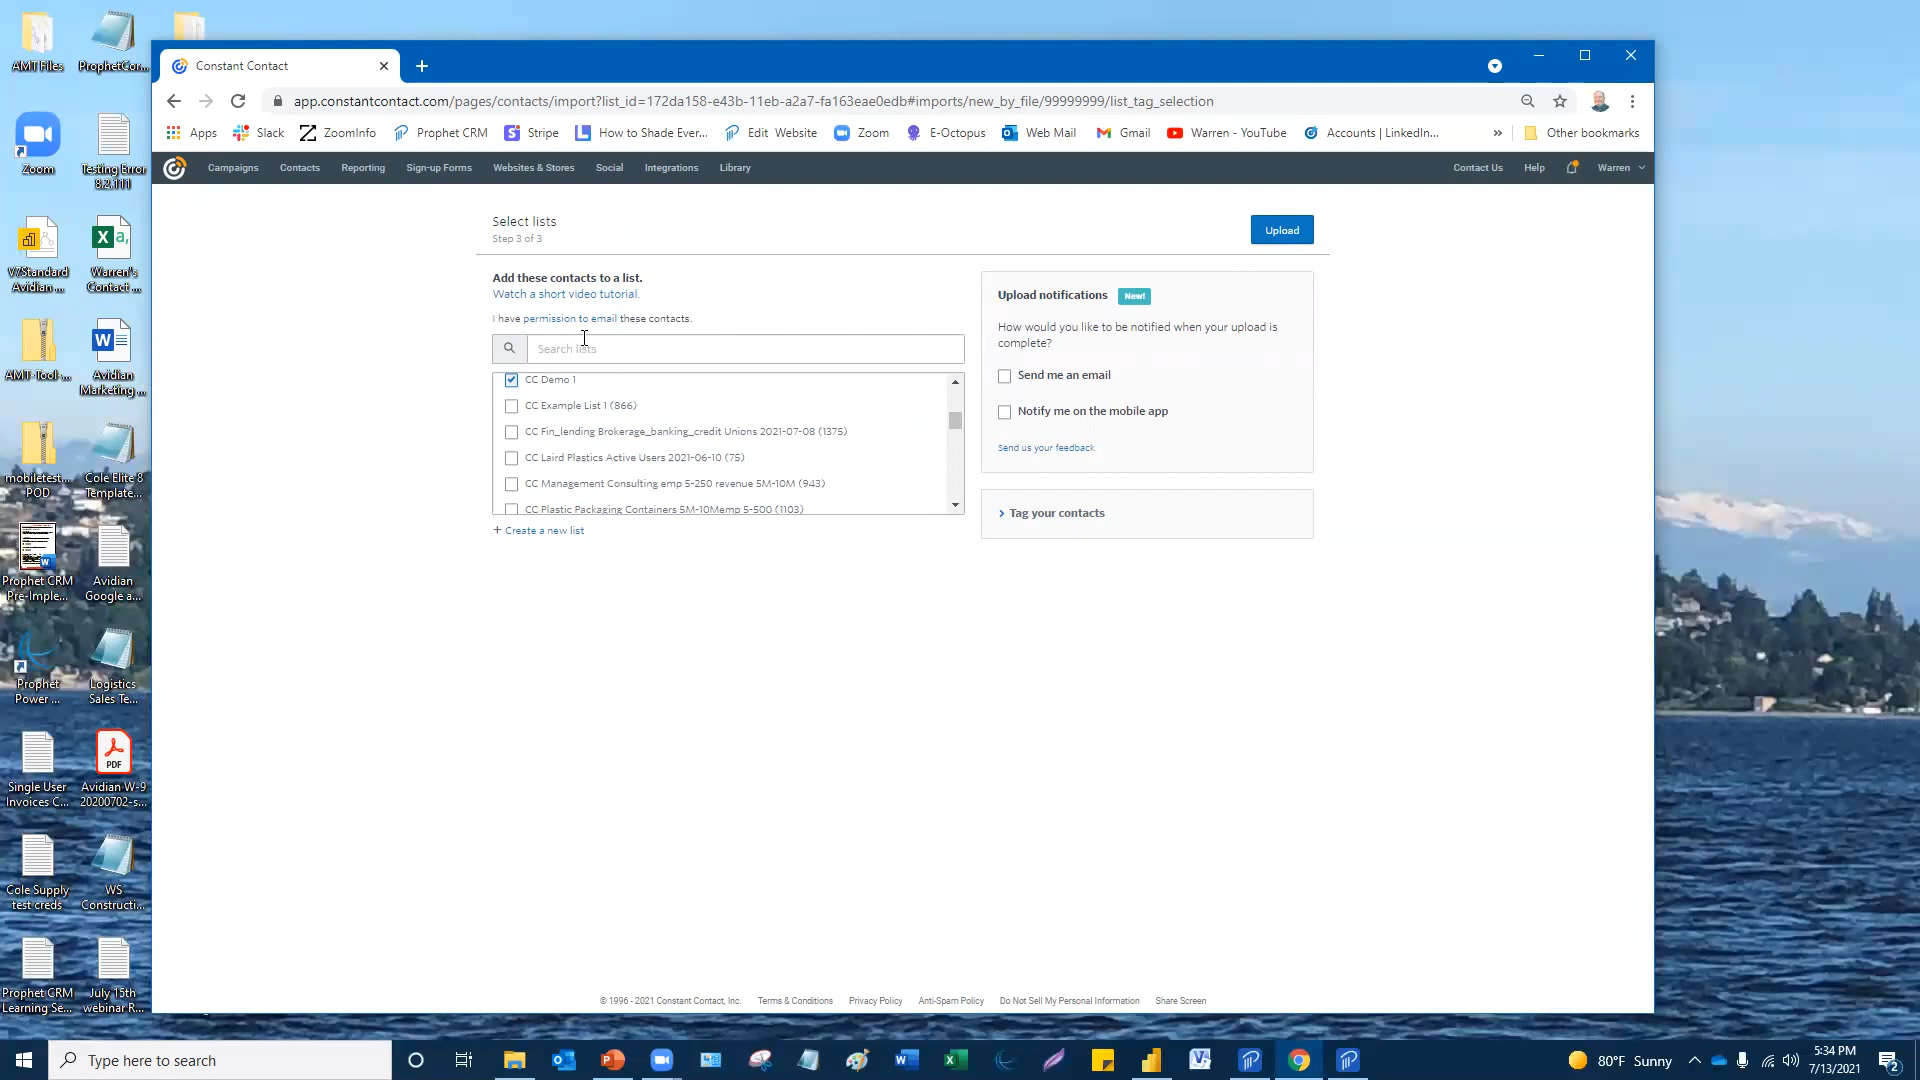 AMT Files
ProphetCor...
Zoom
Testing Error
8.2.111
V7Standard
Avidian ...
Warren's
Contact ...
AMT-Tool-...
Avidian
Marketing ...
mobiletest...
POD
Cole Elite 8
Template...
Prophet CRM
Pre-Imple...
Avidian
Google a...
Prophet
Power ...
Logistics
Sales Te...
Single User
Invoices C...
PDF
Avidian W-9
20200702-s...
Cole Supply
test creds
WS
Constructi...
Prophet CRM
Learning Se...
July 15th
webinar R...
Constant Contact
app.constantcontact.com/pages/contacts/import?list_id=172da158-e43b-11eb-a2a7-fa163eae0edb#imports/new_by_file/99999999/list_tag_selection
Apps
Slack
ZoomInfo
Prophet CRM
Stripe
How to Shade Ever...
Edit Website
Zoom
E-Octopus
Web Mail
Gmail
Warren - YouTube
Accounts | LinkedIn...
»
Other bookmarks
Campaigns
Contacts
Reporting
Sign-up Forms
Websites & Stores
Social
Integrations
Library
Contact Us
Help
Warren
Select lists
Step 3 of 3
Upload
Add these contacts to a list.
Watch a short video tutorial.
I have permission to email these contacts.
Search lists
CC Demo 1
CC Example List 1 (866)
CC Fin_lending Brokerage_banking_credit Unions 2021-07-08 (1375)
CC Laird Plastics Active Users 2021-06-10 (75)
CC Management Consulting emp 5-250 revenue 5M-10M (943)
CC Plastic Packaging Containers 5M-10Memp 5-500 (1103)
+ Create a new list
Upload notifications New!
How would you like to be notified when your upload is
complete?
Send me an email
Notify me on the mobile app
Send us your feedback
Tag your contacts
© 1996 - 2021 Constant Contact, Inc.
Terms & Conditions
Privacy Policy
Anti-Spam Policy
Do Not Sell My Personal Information
Share Screen
Type here to search
80°F Sunny
5:34 PM
7/13/2021
2